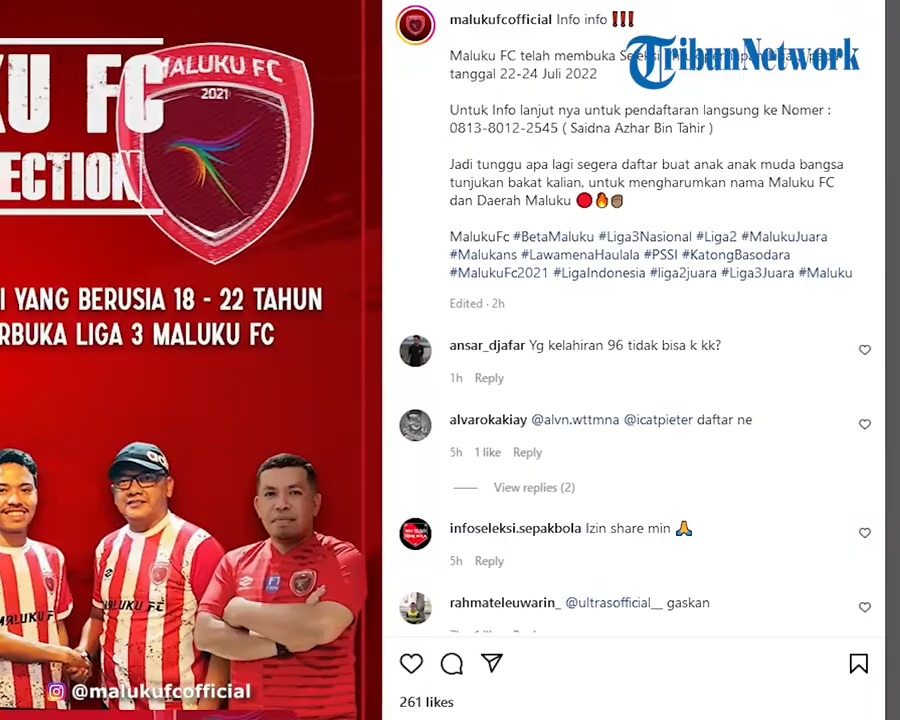 KU FC
ECTION
MALUKU FC
2021
I YANG BERUSIA 18 - 22 TAHUN
RBUKA LIGA 3 MALUKU FC
MALUKU FC
@malukufcofficial
TribunNetwork
malukufcofficial Info info ‼️❗
Maluku FC telah membuka
tanggal 22-24 Juli 2022
Untuk Info lanjut nya untuk pendaftaran langsung ke Nomer :
0813-8012-2545 ( Saidna Azhar Bin Tahir )
Jadi tunggu apa lagi segera daftar buat anak anak muda bangsa
tunjukan bakat kalian, untuk mengharumkan nama Maluku FC
dan Daerah Maluku 🔴🔥✊🏽
MalukuFc #BetaMaluku #Liga3Nasional #Liga2 #MalukuJuara
#Malukans #LawamenaHaulala #PSSI #KatongBasodara
#MalukuFc2021 #LigaIndonesia #liga2juara #Liga3Juara #Maluku
Edited · 2h
ansar_djafar Yg kelahiran 96 tidak bisa k kk?
1h Reply
alvarokakiay @alvn.wttmna @icatpieter daftar ne
5h 1 like Reply
View replies (2)
infoseleksi.sepakbola Izin share min 🙏
5h Reply
rahmateleuwarin_ @ultrasofficial__ gaskan
261 likes